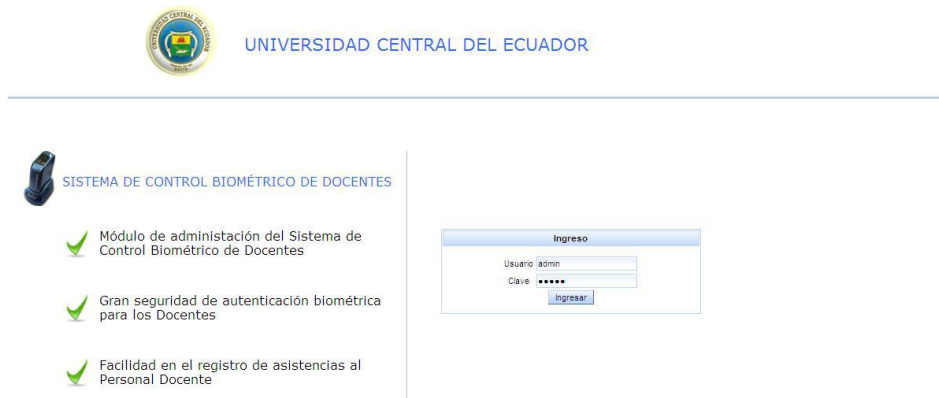 UNIVERSIDAD CENTRAL DEL ECUADOR
SISTEMA DE CONTROL BIOMÉTRICO DE DOCENTES
Módulo de administación del Sistema de
Control Biométrico de Docentes
Gran seguridad de autenticación biométrica
para los Docentes
Facilidad en el registro de asistencias al
Personal Docente
Ingreso
Usuario admin
Clave •••••
Ingresar